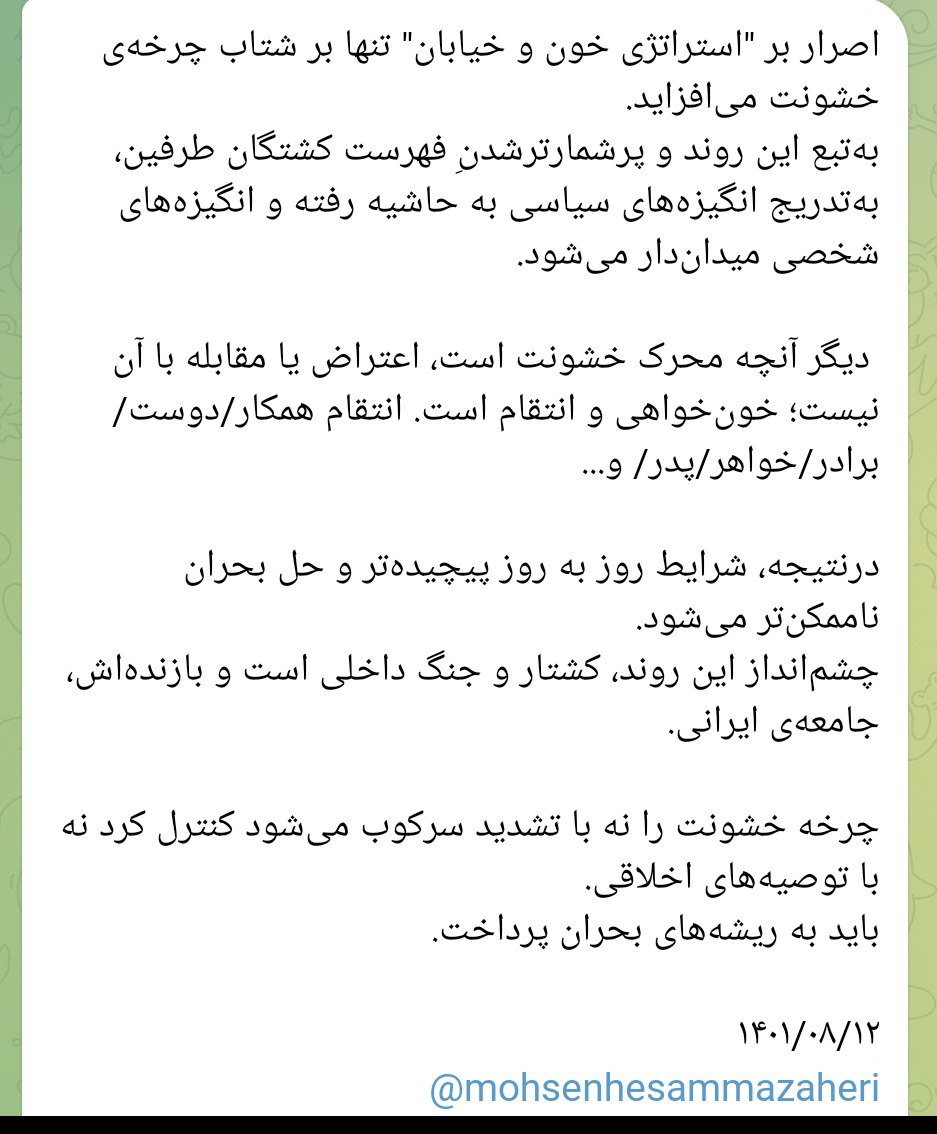 اصرار بر "استراتژی خون و خیابان" تنها بر شتاب چرخه‌ی
خشونت می‌افزاید.
به‌تبع این روند و پرشمارترشدنِ فهرست کشتگان طرفین،
به‌تدریج انگیزه‌های سیاسی به حاشیه رفته و انگیزه‌های
شخصی میدان‌دار می‌شود.
دیگر آنچه محرک خشونت است، اعتراض یا مقابله با آن
نیست؛ خون‌خواهی و انتقام است. انتقام همکار/دوست/
برادر/خواهر/پدر/ و...
درنتیجه، شرایط روز به روز پیچیده‌تر و حل بحران
ناممکن‌تر می‌شود.
چشم‌انداز این روند، کشتار و جنگ داخلی است و بازنده‌اش،
جامعه‌ی ایرانی.
چرخه خشونت را نه با تشدید سرکوب می‌شود کنترل کرد نه
با توصیه‌های اخلاقی.
باید به ریشه‌های بحران پرداخت.
۱۴۰۱/۰۸/۱۲
@mohsenhesammazaheri